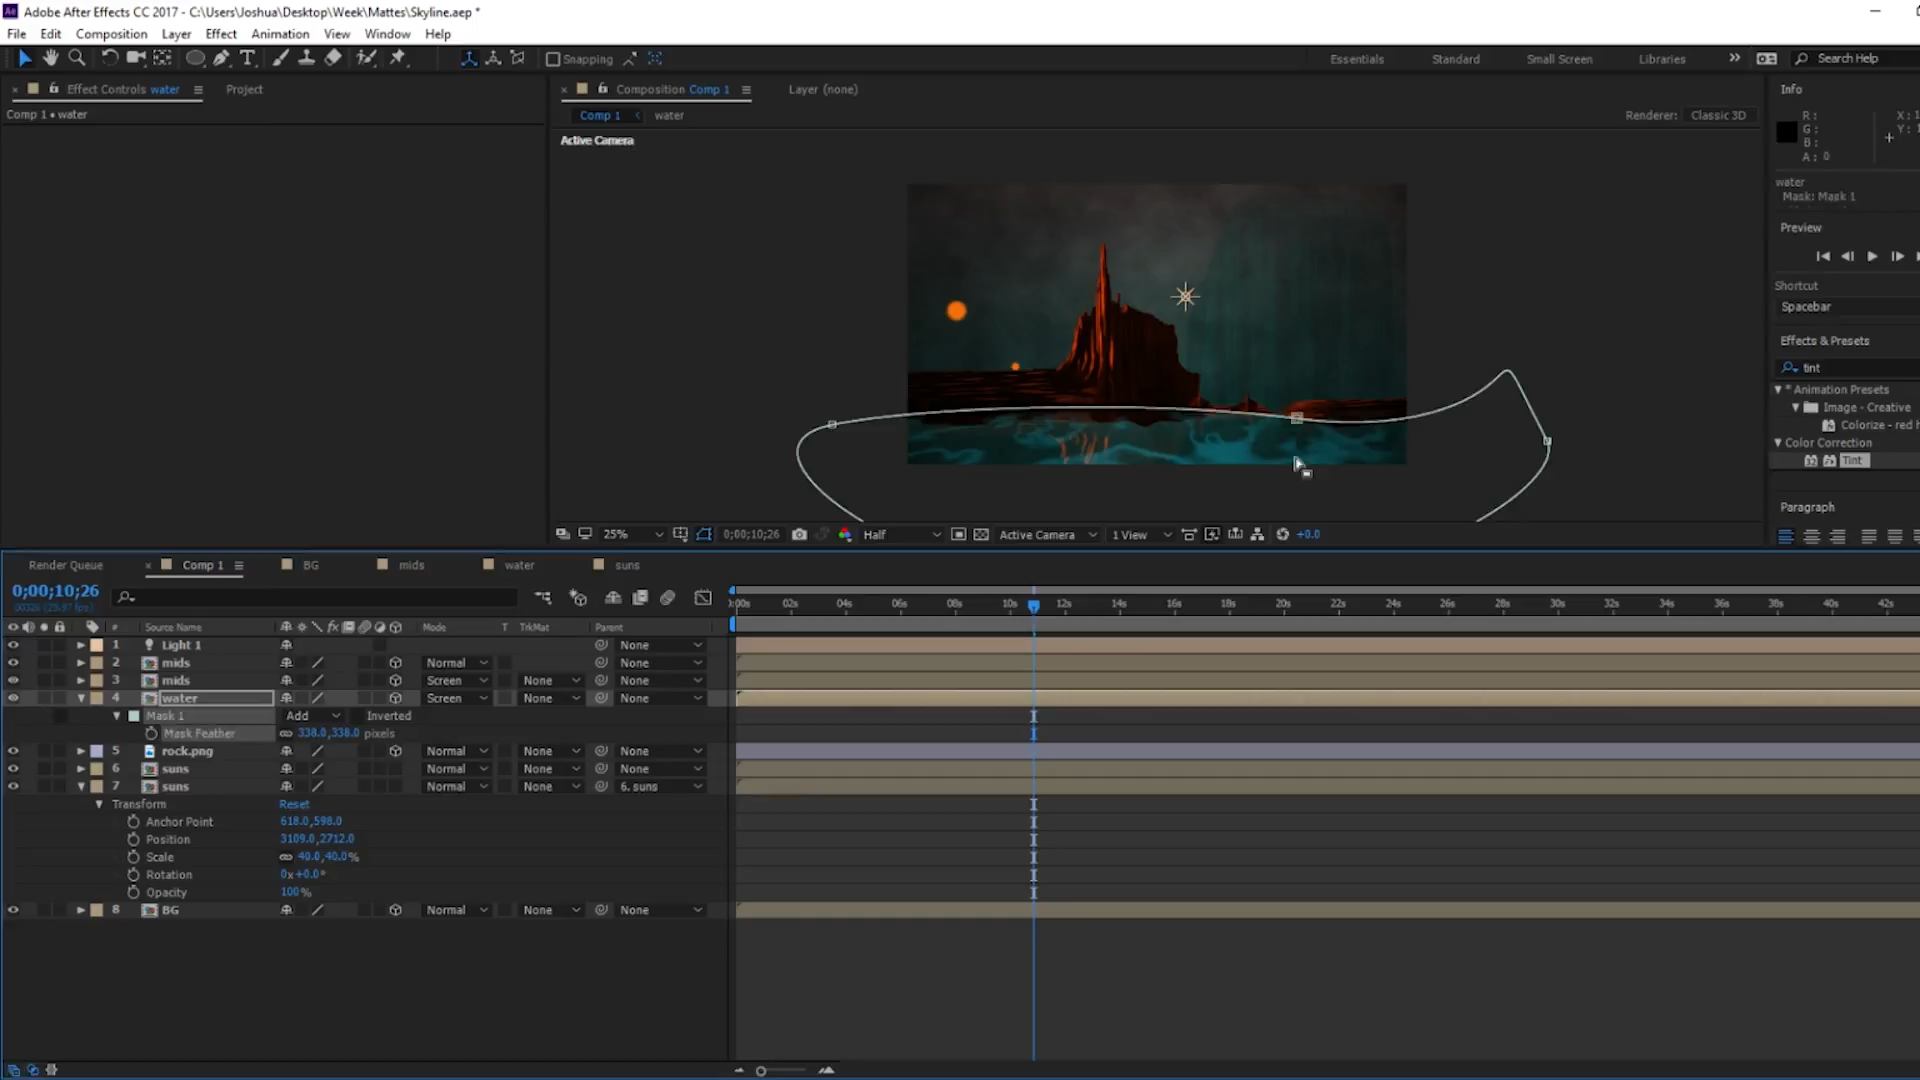 Adobe After Effects CC 2017 - C:\Users\Joshua\Desktop\Week\Mattes\Skyline.aep *
File Edit Composition Layer Effect Animation View Window Help
Snapping Essentials Standard Small Screen Libraries Search Help
Effect Controls water Project Composition Comp 1 Layer (none) Info
Comp 1 • water Comp 1 water Renderer: Classic 3D
Active Camera
R: X: 1
G: Y: 1
B:
A: 0
water
Mask: Mask 1
Preview
Shortcut
Spacebar
Effects & Presets
tint
* Animation Presets
Image - Creative
Colorize - red h
Color Correction
Tint
Paragraph
25% 0;00;10;26 Half Active Camera 1 View +0.0
Render Queue Comp 1 BG mids water suns
0;00;10;26
00326 (29.97 fps)
:00s 02s 04s 06s 08s 10s 12s 14s 16s 18s 20s 22s 24s 26s 28s 30s 32s 34s 36s 38s 40s 42s
# Source Name fx Mode T TrkMat Parent
1 Light 1 None
2 mids Normal None
3 mids Screen None None
4 water Screen None None
Mask 1 Add Inverted
Mask Feather 338.0,338.0 pixels
5 rock.png Normal None None
6 suns Normal None None
7 suns Normal None 6. suns
Transform Reset
Anchor Point 618.0,598.0
Position 3109.0,2712.0
Scale 40.0,40.0%
Rotation 0x+0.0°
Opacity 100%
8 BG Normal None None